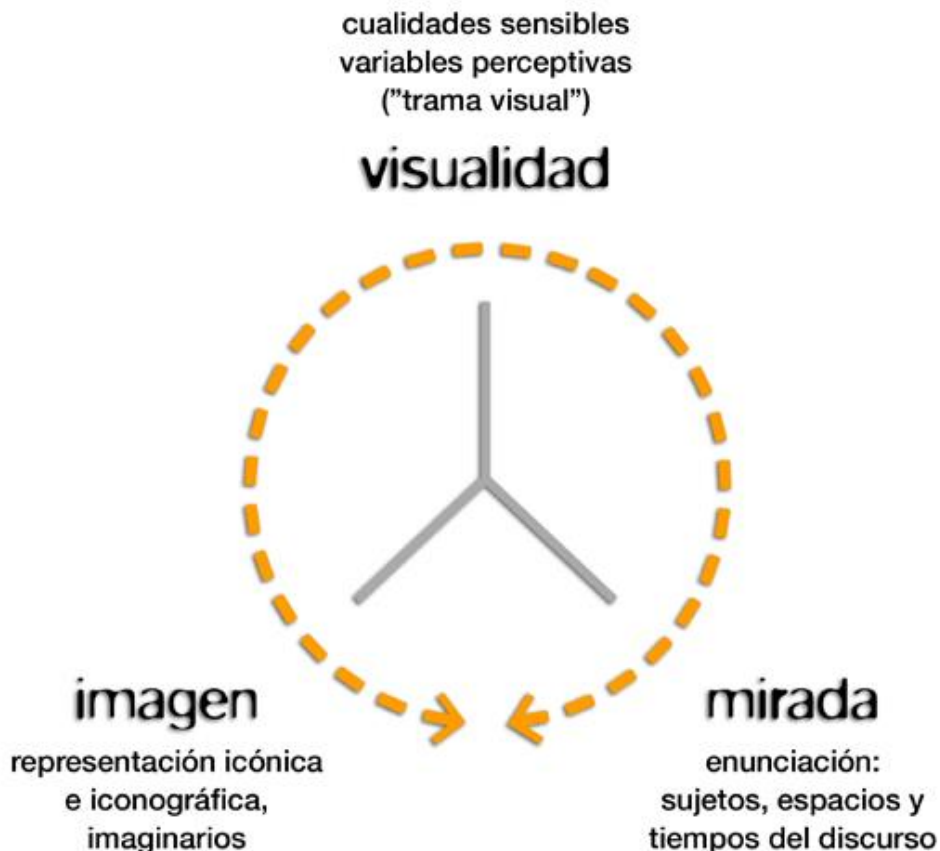 cualidades sensibles
variables perceptivas
("trama visual")
visualidad
imagen
representación icónica
e iconográfica,
imaginarios
mirada
enunciación:
sujetos, espacios y
tiempos del discurso